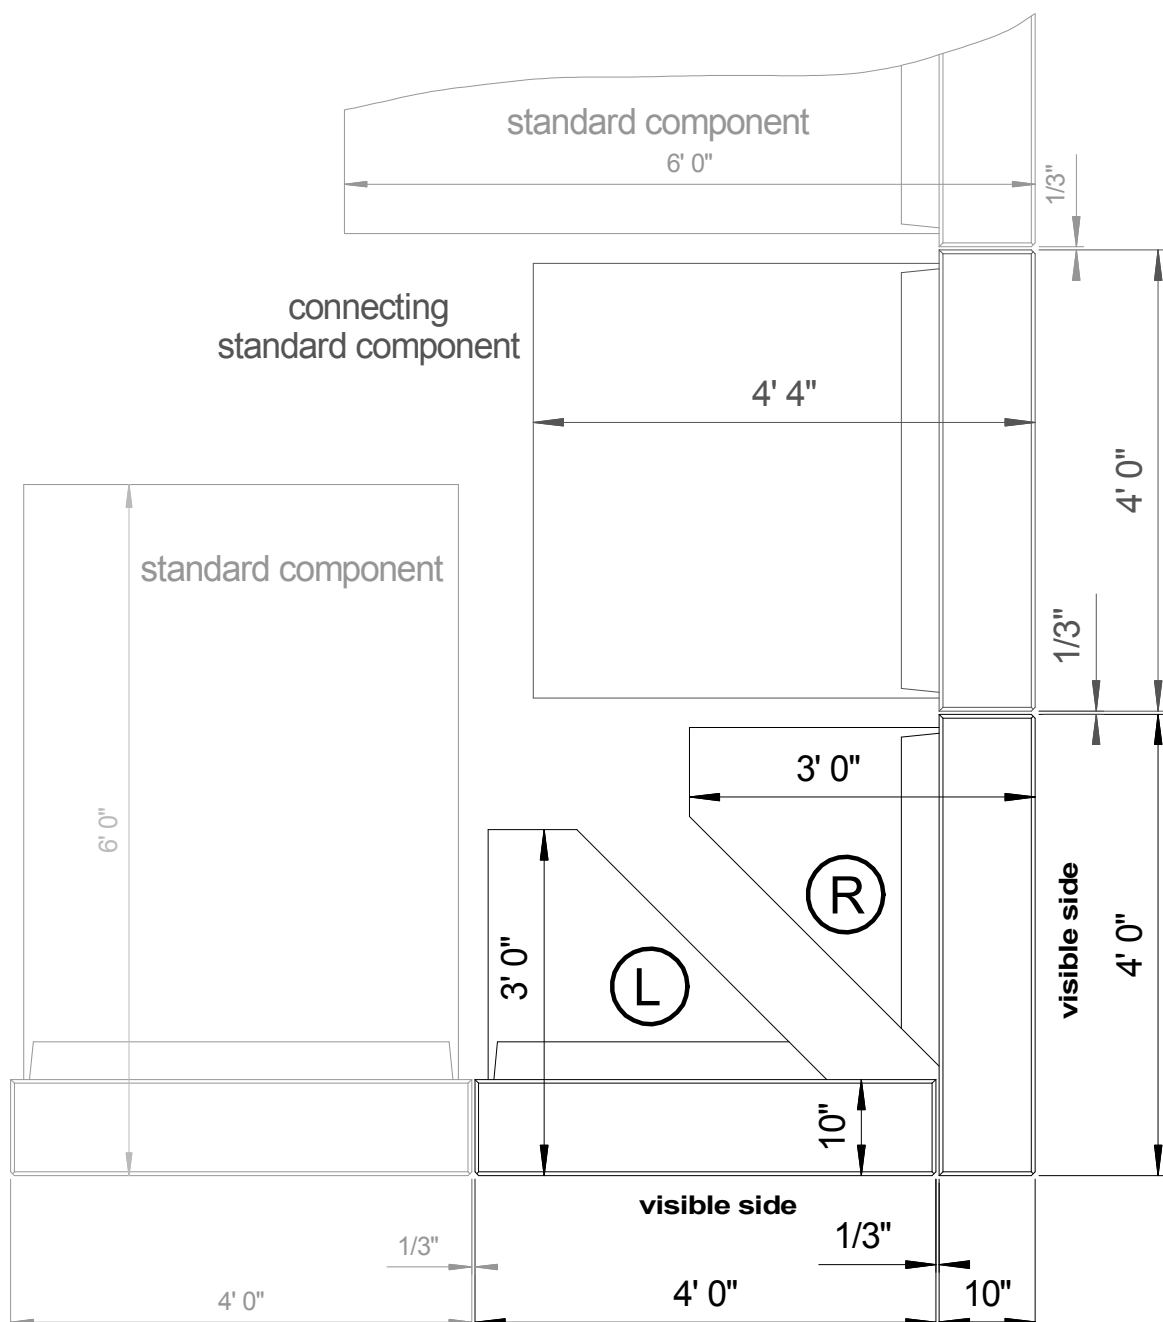 standard component
6' 0"
1/3"
connecting
standard component
4' 4"
4' 0"
standard component
1/3"
3' 0"
6' 0"
R
visible side
4' 0"
3' 0"
L
10"
visible side
1/3"
1/3"
4' 0"
4' 0"
10"